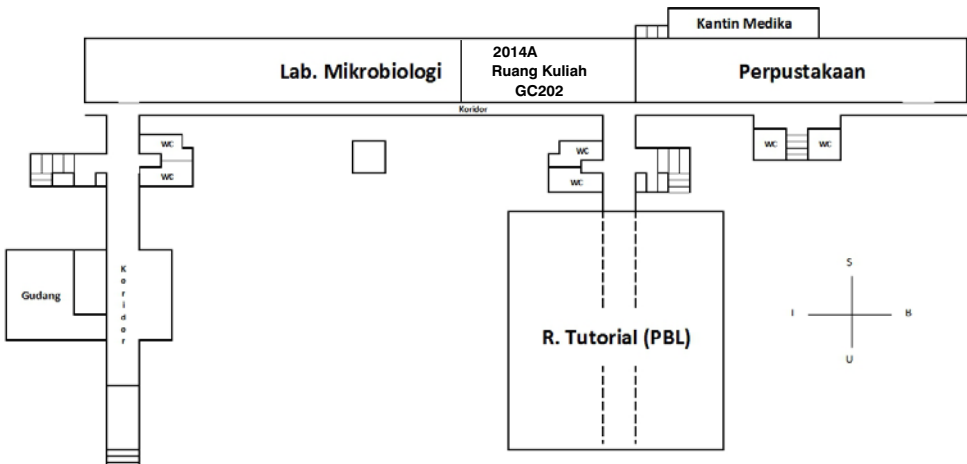 Kantin Medika
Lab. Mikrobiologi
2014A
Ruang Kuliah
GC202
Perpustakaan
Koridor
WC
WC
WC
WC
WC
WC
Gudang
Koridor
R. Tutorial (PBL)
S
T
B
U